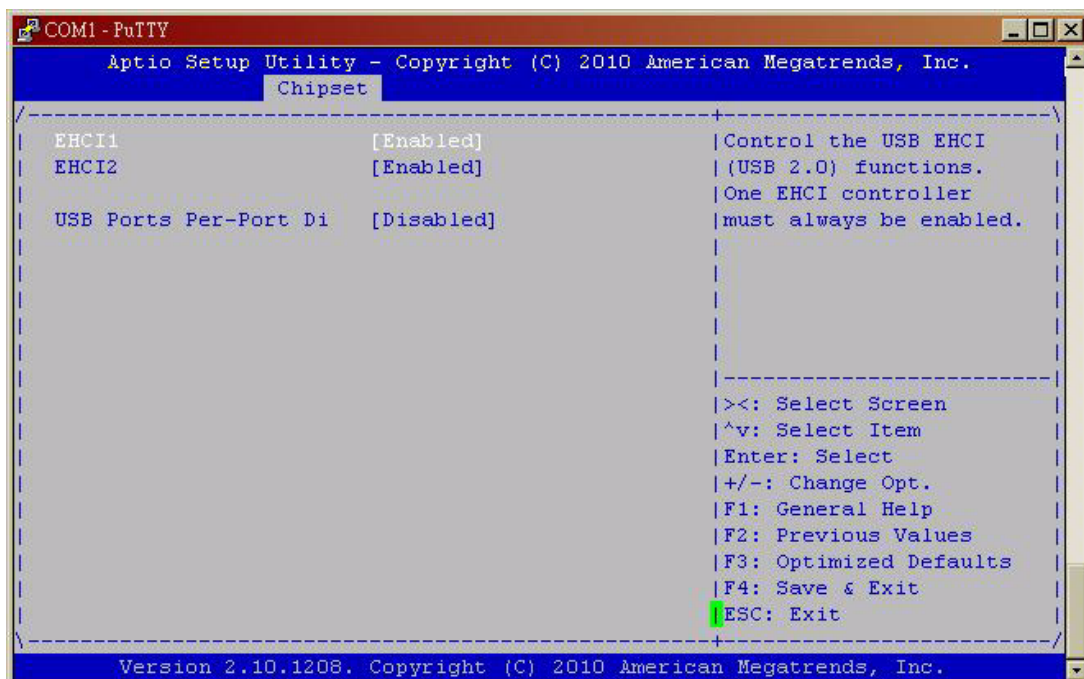 COM1 - PuTTY
Aptio Setup Utility - Copyright (C) 2010 American Megatrends, Inc.
Chipset
/----------------------------------------------------+-------------------------\
| EHCI1 [Enabled] |Control the USB EHCI |
| EHCI2 [Enabled] |(USB 2.0) functions. |
| |One EHCI controller |
| USB Ports Per-Port Di [Disabled] |must always be enabled. |
| | |
| | |
| | |
| | |
| | |
| |-------------------------|
| |><: Select Screen |
| |^v: Select Item |
| |Enter: Select |
| |+/-: Change Opt. |
| |F1: General Help |
| |F2: Previous Values |
| |F3: Optimized Defaults |
| |F4: Save & Exit |
| |ESC: Exit |
\----------------------------------------------------+-------------------------/
Version 2.10.1208. Copyright (C) 2010 American Megatrends, Inc.